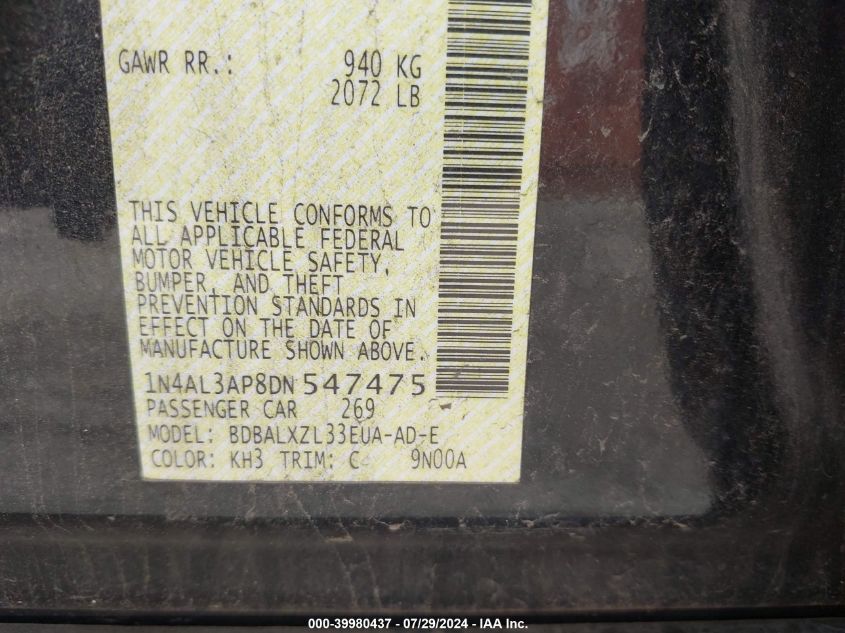 GAWR RR.: 940 KG
2072 LB
THIS VEHICLE CONFORMS TO
ALL APPLICABLE FEDERAL
MOTOR VEHICLE SAFETY,
BUMPER, AND THEFT
PREVENTION STANDARDS IN
EFFECT ON THE DATE OF
MANUFACTURE SHOWN ABOVE.
1N4AL3AP8DN 547475
PASSENGER CAR 269
MODEL: BDBALXZL33EUA-AD-E
COLOR: KH3 TRIM: C 9N00A
000-39980437 - 07/29/2024 - IAA Inc.